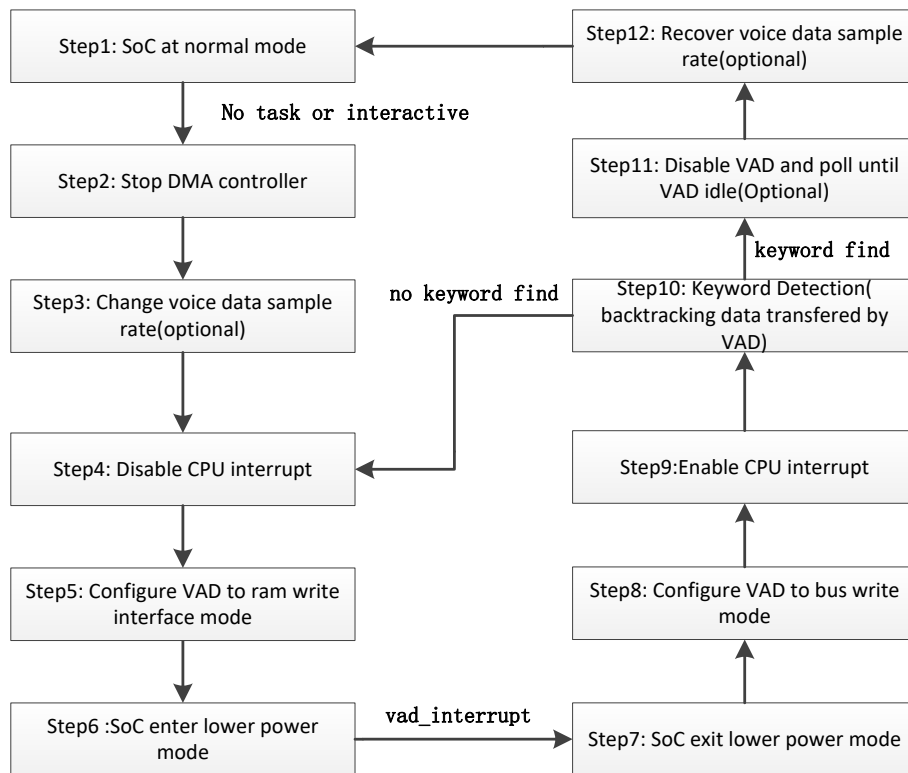 Step1: SoC at normal mode
No task or interactive
Step2: Stop DMA controller
Step3: Change voice data sample
rate(optional)
Step4: Disable CPU interrupt
Step5: Configure VAD to ram write
interface mode
Step6 :SoC enter lower power
mode
vad_interrupt
Step7: SoC exit lower power mode
Step8: Configure VAD to bus write
mode
Step9:Enable CPU interrupt
Step10: Keyword Detection(
backtracking data transfered by
VAD)
no keyword find
keyword find
Step11: Disable VAD and poll until
VAD idle(Optional)
Step12: Recover voice data sample
rate(optional)